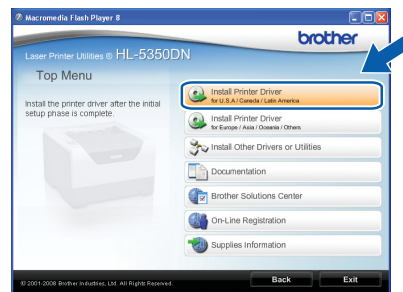 Macromedia Flash Player 8
brother
Laser Printer Utilities ® HL-5350DN
Top Menu
Install the printer driver after the initial
setup phase is complete.
Install Printer Driver
for U.S.A / Canada / Latin America
Install Printer Driver
for Europe / Asia / Oceania / Others
Install Other Drivers or Utilities
Documentation
Brother Solutions Center
On-Line Registration
Supplies Information
© 2001-2008 Brother Industries, Ltd. All Rights Reserved.
Back
Exit